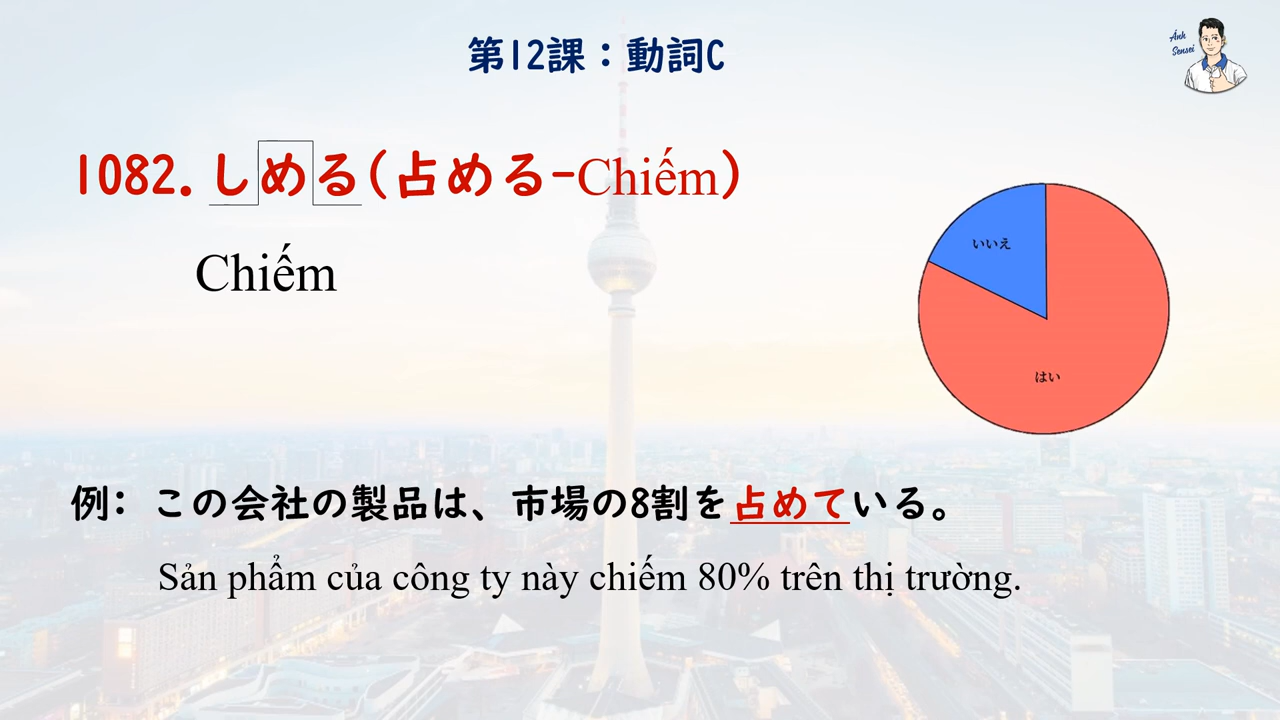 第12課：動詞C
Ánh
Sensei
1082. しめる(占める-Chiếm)
Chiếm
いいえ
はい
例: この会社の製品は、市場の8割を占めている。
Sản phẩm của công ty này chiếm 80% trên thị trường.